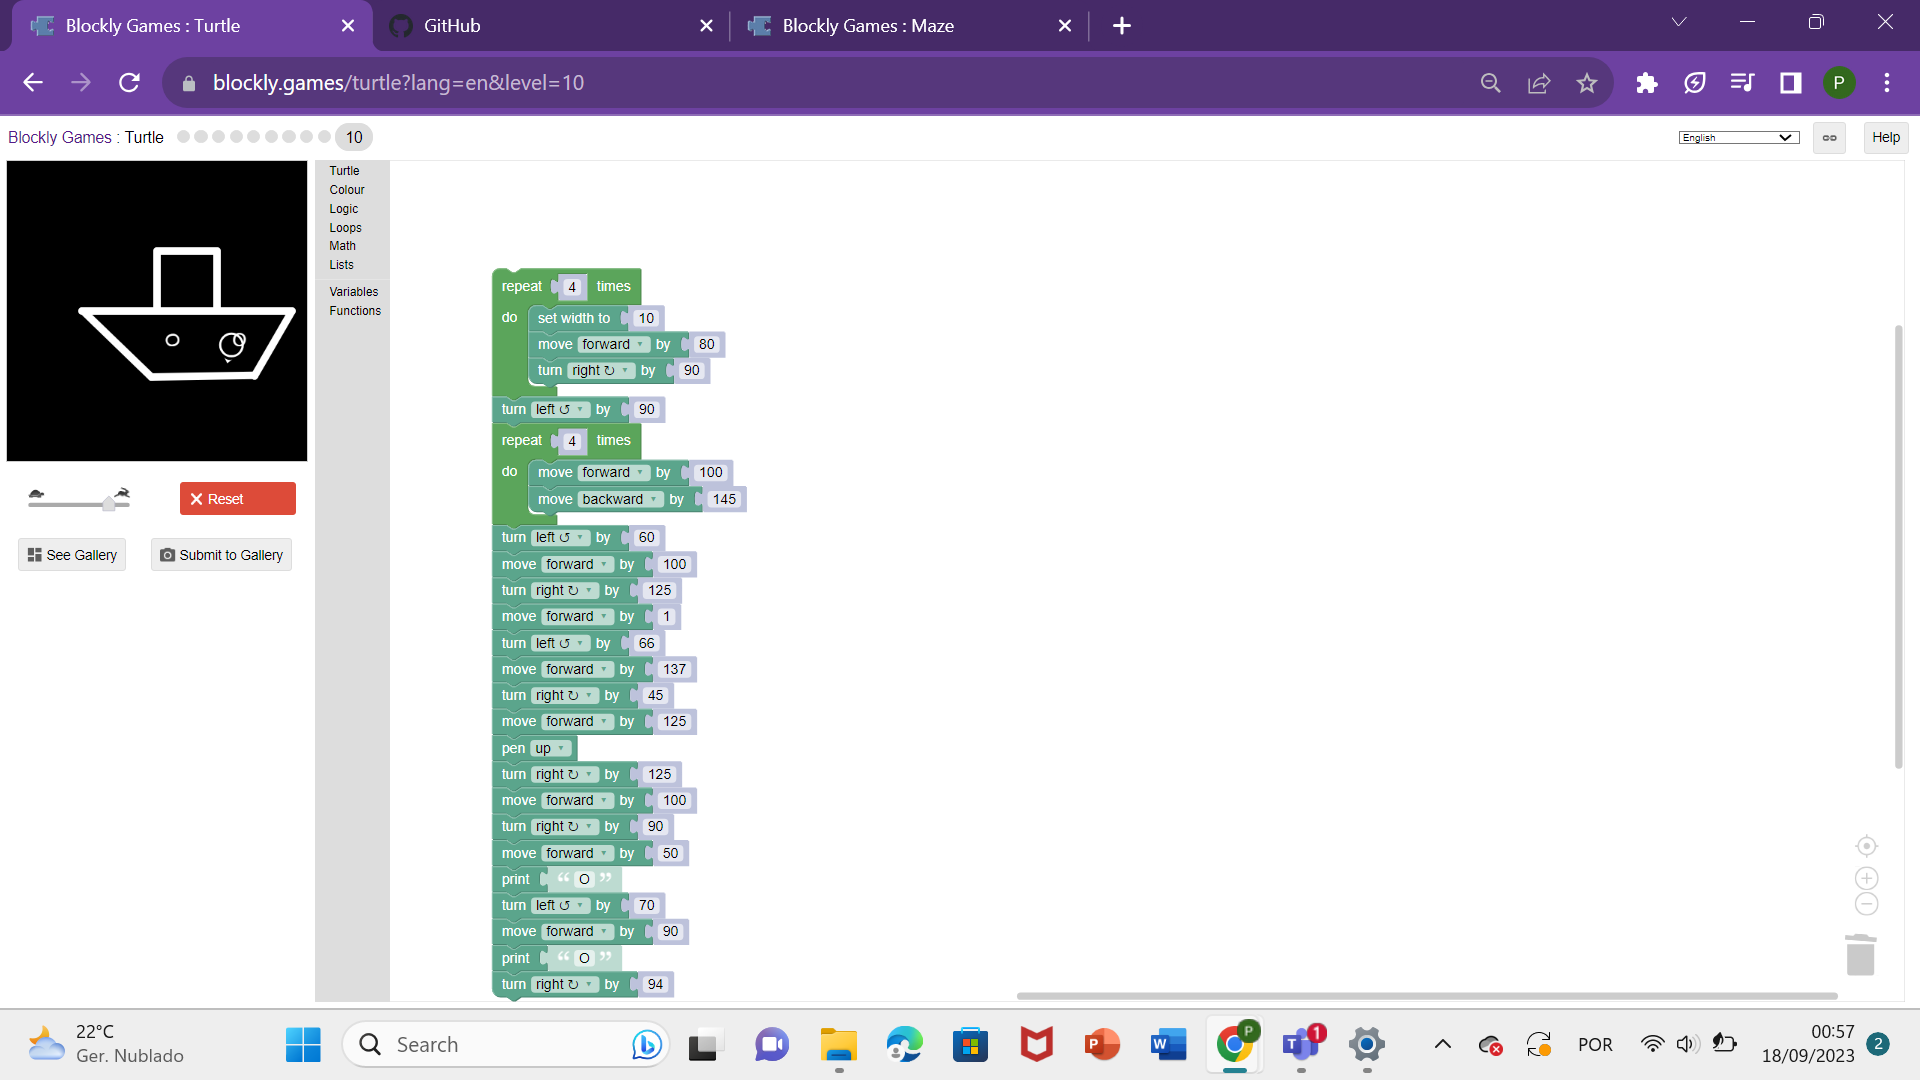 Blockly Games : Turtle
GitHub
Blockly Games : Maze
blockly.games/turtle?lang=en&level=10
P
Blockly Games : Turtle
10
English
Help
Turtle
Colour
Logic
Loops
Math
Lists
Variables
Functions
Reset
See Gallery
Submit to Gallery
repeat 4 times
do set width to 10
move forward by 80
turn right ↻ by 90
turn left ↺ by 90
repeat 4 times
do move forward by 100
move backward by 145
turn left ↺ by 60
move forward by 100
turn right ↻ by 125
move forward by 1
turn left ↺ by 66
move forward by 137
turn right ↻ by 45
move forward by 125
pen up
turn right ↻ by 125
move forward by 100
turn right ↻ by 90
move forward by 50
print “ O ”
turn left ↺ by 70
move forward by 90
print “ O ”
turn right ↻ by 94
22°C
Ger. Nublado
Search
P
1
POR
00:57
18/09/2023
2